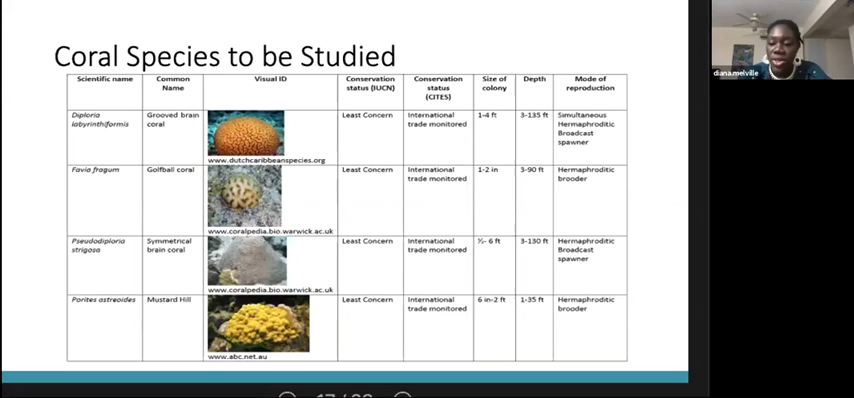 Coral Species to be Studied
diana.melville
Scientific name
Common
Name
Visual ID
Conservation
status (IUCN)
Conservation
status
(CITES)
Size of
colony
Depth
Mode of
reproduction
Diploria
labyrinthiformis
Grooved brain
coral
www.dutchcaribbeanspecies.org
Least Concern
International
trade monitored
1-4 ft
3-135 ft
Simultaneous
Hermaphroditic
Broadcast
spawner
Favia fragum
Golfball coral
www.coralpedia.bio.warwick.ac.uk
Least Concern
International
trade monitored
1-2 in
3-90 ft
Hermaphroditic
brooder
Pseudodiploria
strigosa
Symmetrical
brain coral
www.coralpedia.bio.warwick.ac.uk
Least Concern
International
trade monitored
½- 6 ft
3-130 ft
Hermaphroditic
Broadcast
spawner
Porites astreoides
Mustard Hill
www.abc.net.au
Least Concern
International
trade monitored
6 in-2 ft
1-35 ft
Hermaphroditic
brooder